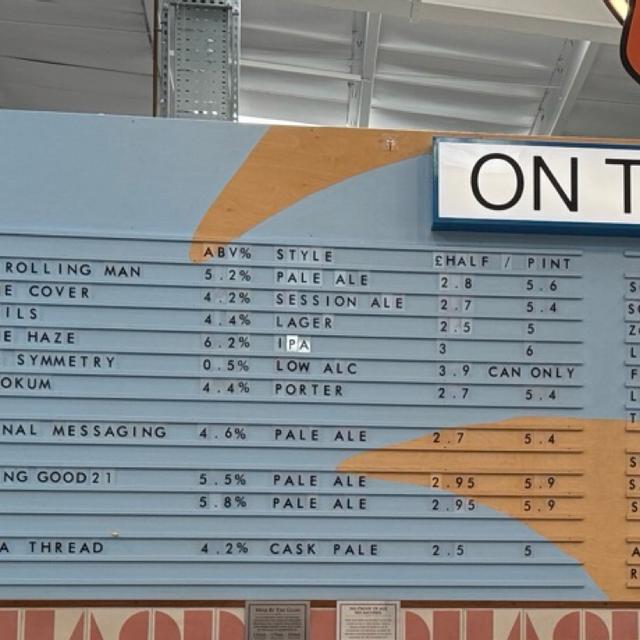 ON T
ABV% STYLE £HALF / PINT
ROLLING MAN 5.2% PALE ALE 2.8 5.6
E COVER 4.2% SESSION ALE 2.7 5.4
ILS 4.4% LAGER 2.5 5
E HAZE 6.2% IPA 3 6
SYMMETRY 0.5% LOW ALC 3.9 CAN ONLY
OKUM 4.4% PORTER 2.7 5.4
NAL MESSAGING 4.6% PALE ALE 2.7 5.4
NG GOOD21 5.5% PALE ALE 2.95 5.9
5.8% PALE ALE 2.95 5.9
A THREAD 4.2% CASK PALE 2.5 5